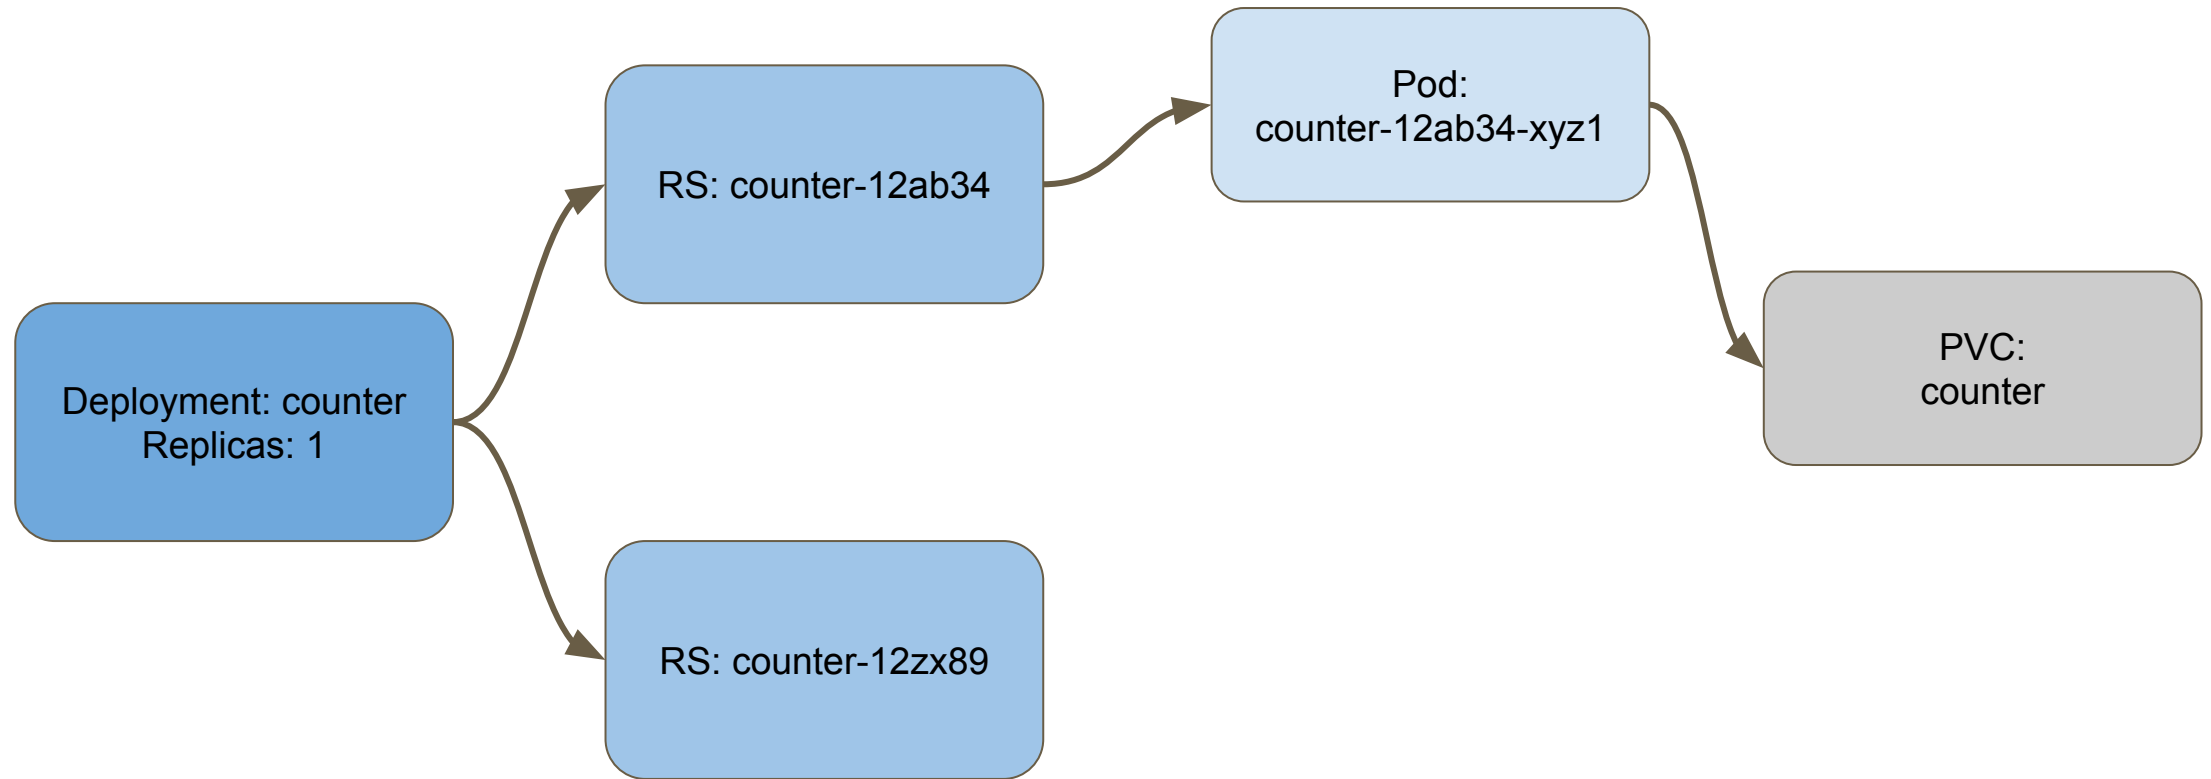 Deployment: counter
Replicas: 1
RS: counter-12ab34
RS: counter-12zx89
Pod:
counter-12ab34-xyz1
PVC:
counter